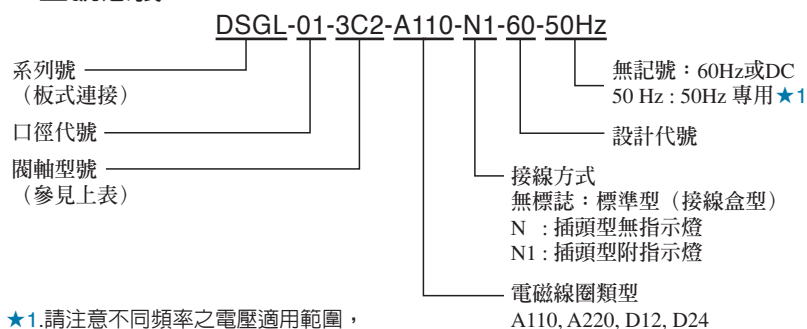 DSGL-01-3C2-A110-N1-60-50Hz
系列號
（板式連接）
口徑代號
閥軸型號
（參見上表）
無記號：60Hz或DC
50 Hz : 50Hz 專用★1
設計代號
接線方式
無標誌：標準型（接線盒型）
N : 插頭型無指示燈
N1 : 插頭型附指示燈
電磁線圈類型
A110, A220, D12, D24
★1.請注意不同頻率之電壓適用範圍，